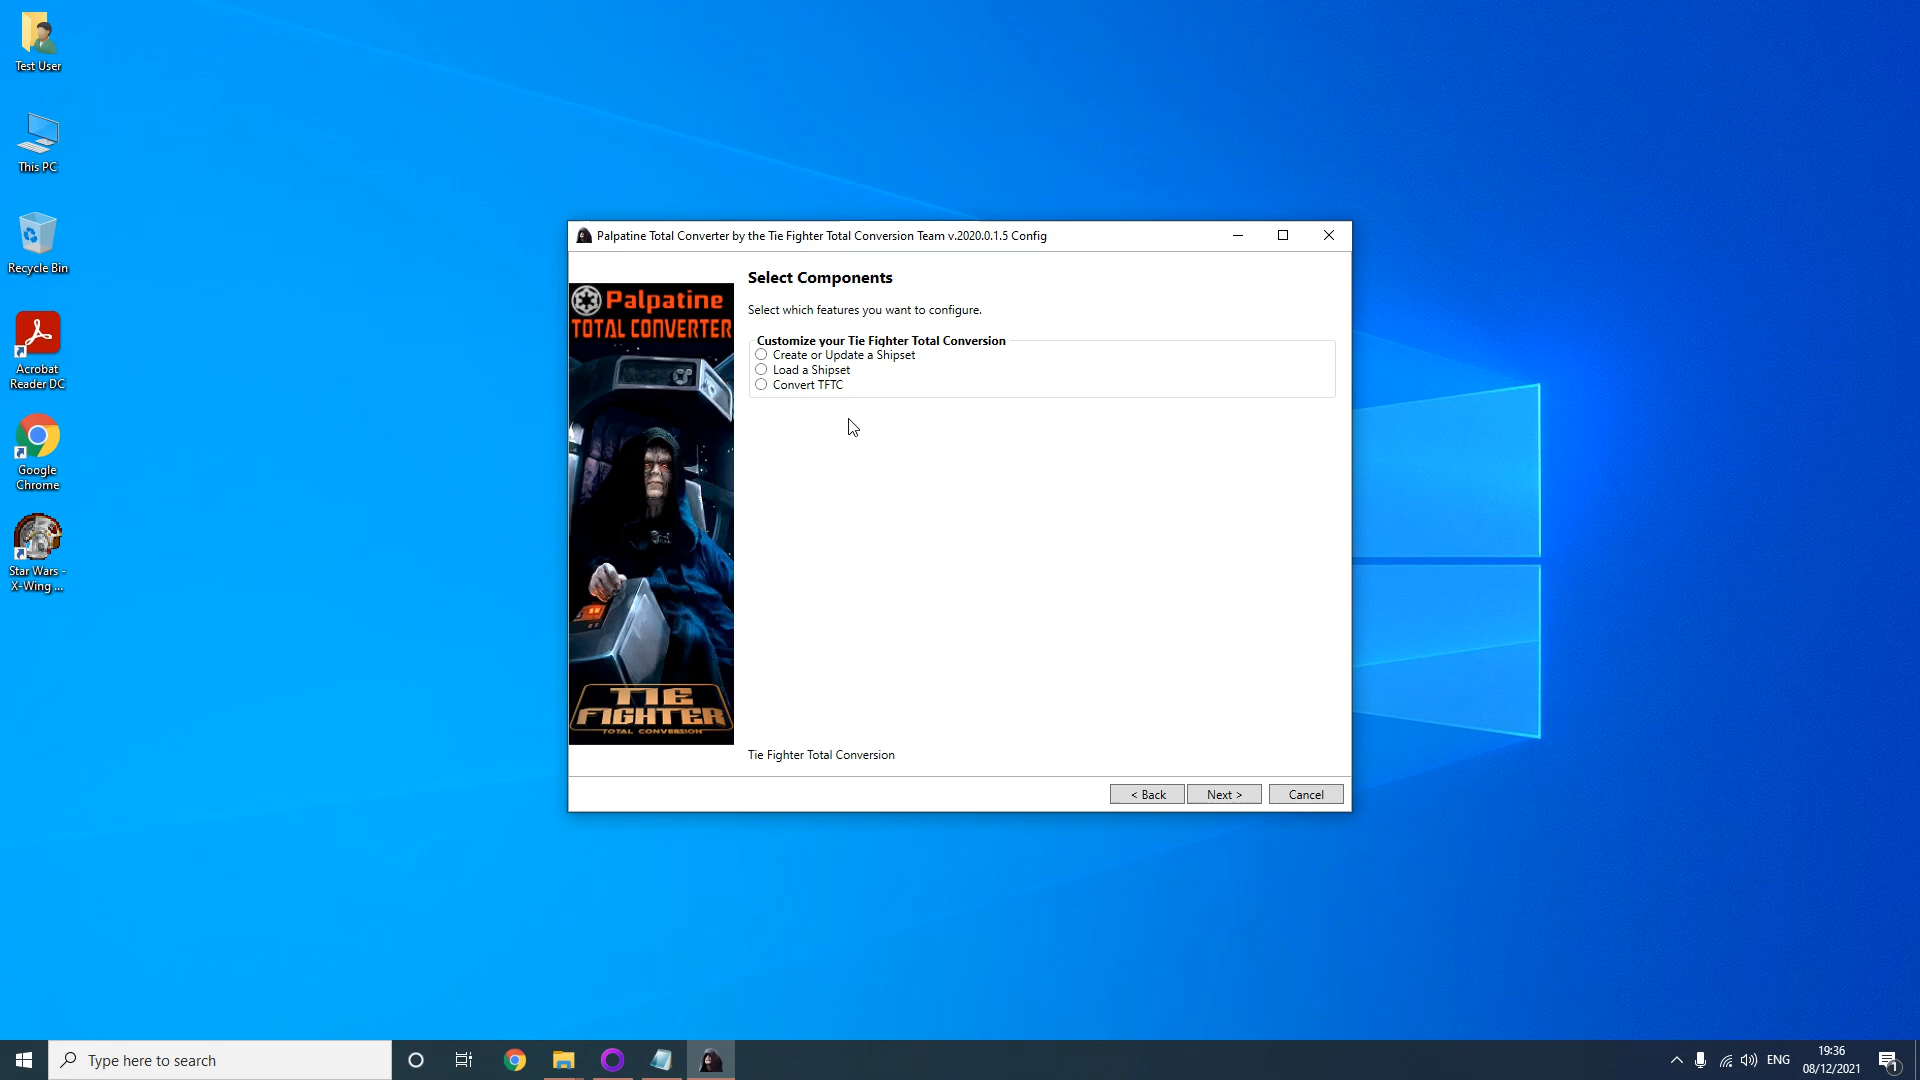 Test User
This PC
Recycle Bin
Acrobat
Reader DC
Google
Chrome
Star Wars -
X-Wing ...
Palpatine Total Converter by the Tie Fighter Total Conversion Team v.2020.0.1.5 Config
Palpatine
TOTAL CONVERTER
TIE
FIGHTER
TOTAL CONVERSION
Select Components
Select which features you want to configure.
Customize your Tie Fighter Total Conversion
Create or Update a Shipset
Load a Shipset
Convert TFTC
Tie Fighter Total Conversion
< Back
Next >
Cancel
Type here to search
ENG
19:36
08/12/2021
1